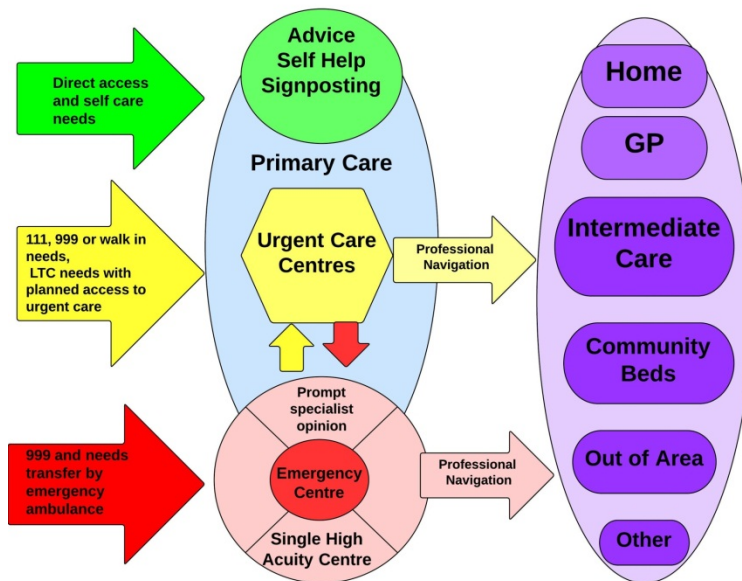 Direct access
and self care
needs
Advice
Self Help
Signposting
Primary Care
111, 999 or walk in
needs,
LTC needs with
planned access to
urgent care
Urgent Care
Centres
Professional
Navigation
999 and needs
transfer by
emergency
ambulance
Prompt
specialist
opinion
Emergency
Centre
Single High
Acuity Centre
Professional
Navigation
Home
GP
Intermediate
Care
Community
Beds
Out of Area
Other